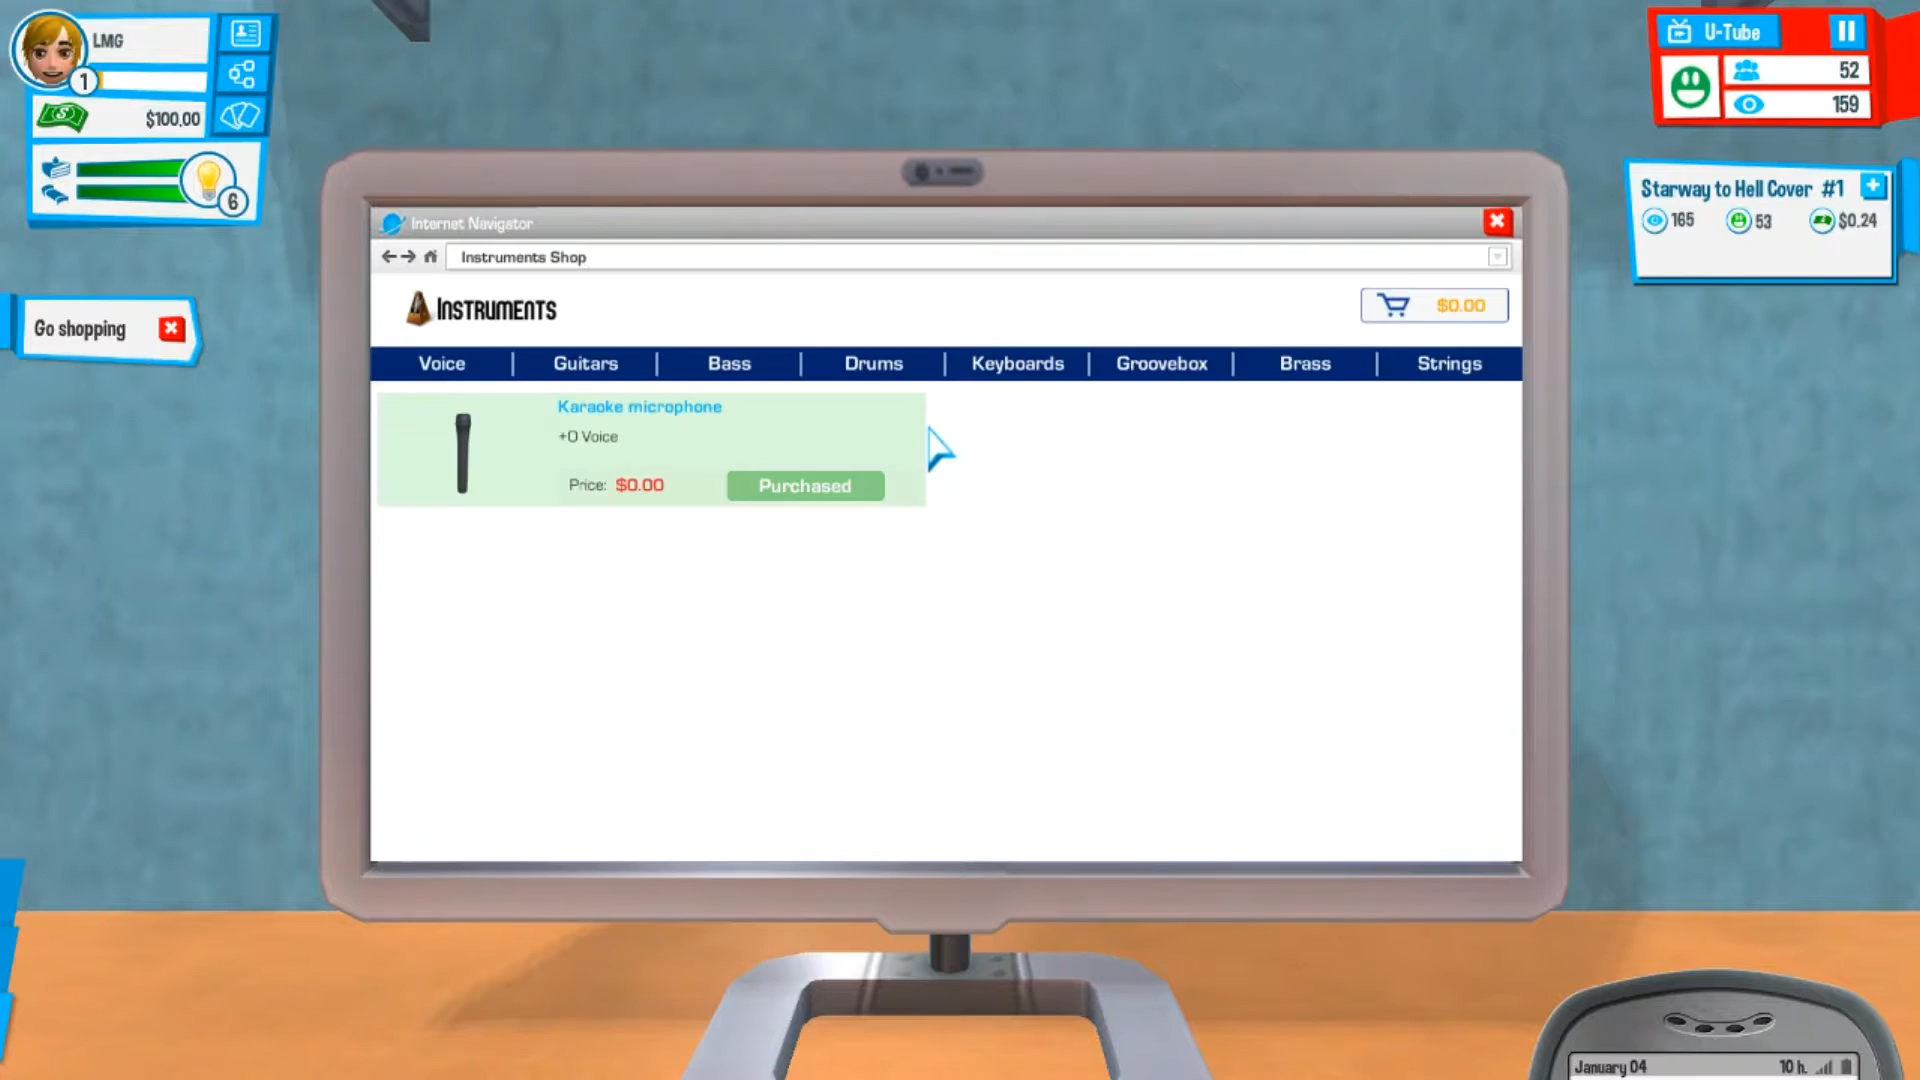 LMG
1
$100.00
6
U-Tube
52
159
Starway to Hell Cover #1
165 53 $0.24
Go shopping
Internet Navigator
Instruments Shop
INSTRUMENTS
$0.00
Voice | Guitars | Bass | Drums | Keyboards | Groovebox | Brass | Strings
Karaoke microphone
+0 Voice
Price: $0.00 Purchased
January 04 10 h.